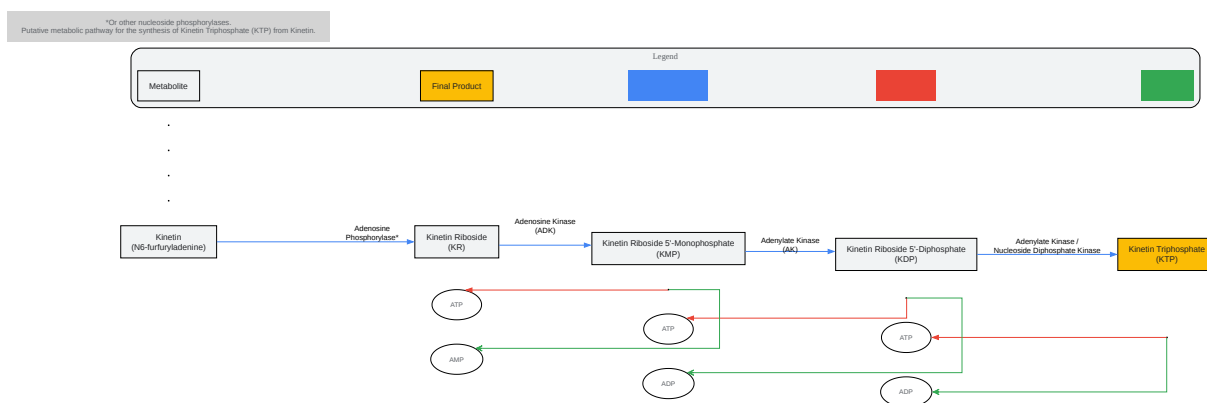 *Or other nucleoside phosphorylases.
Putative metabolic pathway for the synthesis of Kinetin Triphosphate (KTP) from Kinetin.
Legend
Metabolite
Final Product
Kinetin
(N6-furfuryladenine)
Adenosine
Phosphorylase*
Kinetin Riboside
(KR)
Adenosine Kinase
(ADK)
Kinetin Riboside 5'-Monophosphate
(KMP)
Adenylate Kinase
(AK)
Kinetin Riboside 5'-Diphosphate
(KDP)
Adenylate Kinase /
Nucleoside Diphosphate Kinase
Kinetin Triphosphate
(KTP)
ATP
ATP
ATP
AMP
ADP
ADP